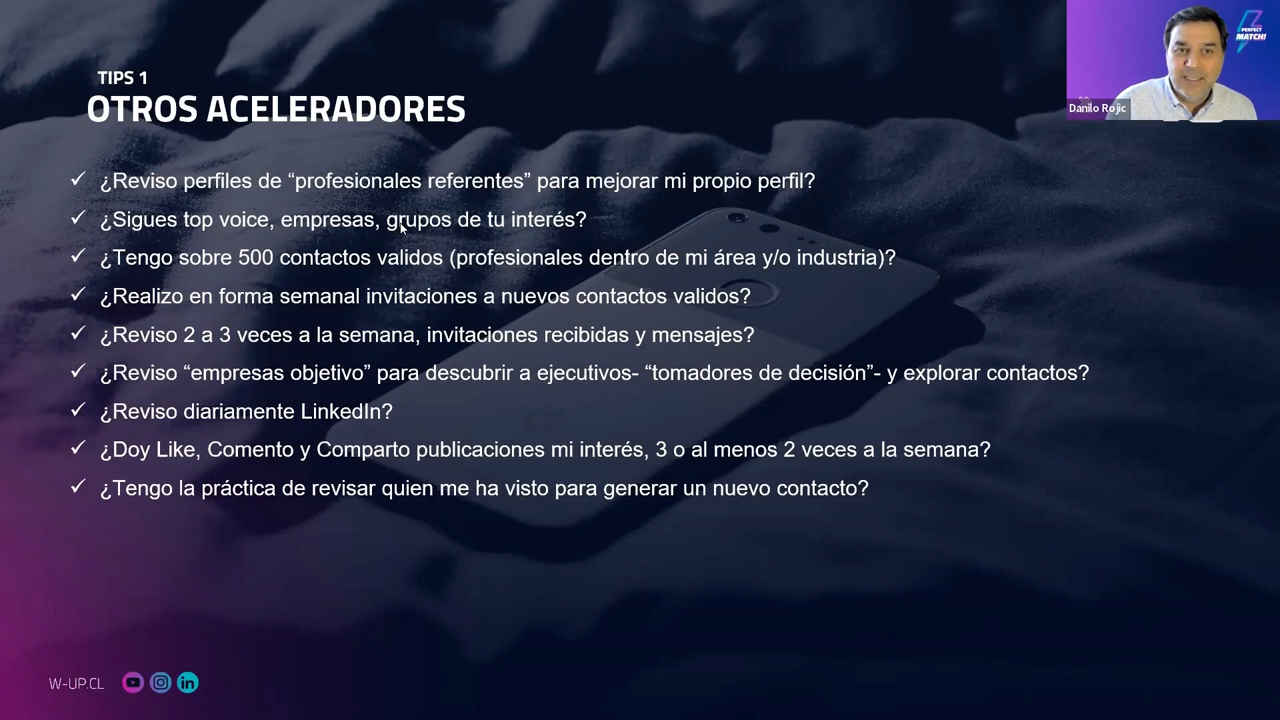 TIPS 1
OTROS ACELERADORES
PERFECT
MATCH!
Danilo Rojic
✓ ¿Reviso perfiles de “profesionales referentes” para mejorar mi propio perfil?
✓ ¿Sigues top voice, empresas, grupos de tu interés?
✓ ¿Tengo sobre 500 contactos validos (profesionales dentro de mi área y/o industria)?
✓ ¿Realizo en forma semanal invitaciones a nuevos contactos validos?
✓ ¿Reviso 2 a 3 veces a la semana, invitaciones recibidas y mensajes?
✓ ¿Reviso “empresas objetivo” para descubrir a ejecutivos- “tomadores de decisión”- y explorar contactos?
✓ ¿Reviso diariamente LinkedIn?
✓ ¿Doy Like, Comento y Comparto publicaciones mi interés, 3 o al menos 2 veces a la semana?
✓ ¿Tengo la práctica de revisar quien me ha visto para generar un nuevo contacto?
W-UP.CL
in